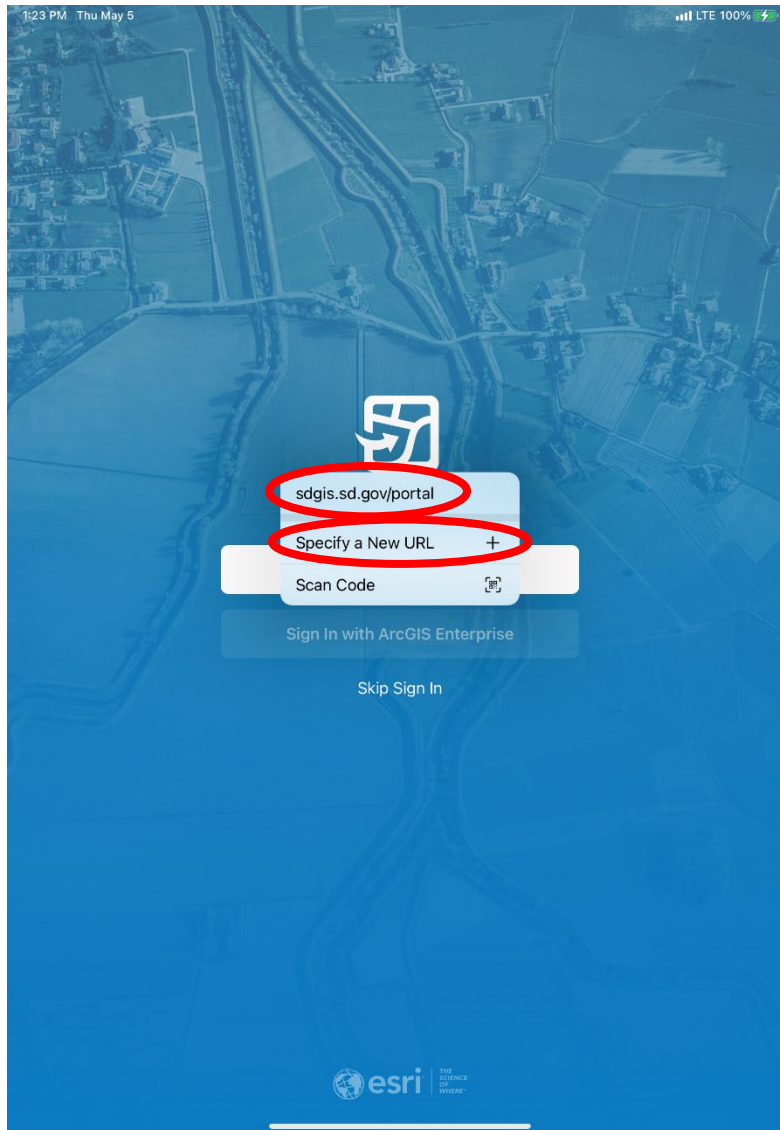 1:23 PM Thu May 5
LTE 100%
sdgis.sd.gov/portal
Specify a New URL
Scan Code
Sign In with ArcGIS Enterprise
Skip Sign In
esri
THE
SCIENCE
OF
WHERE™